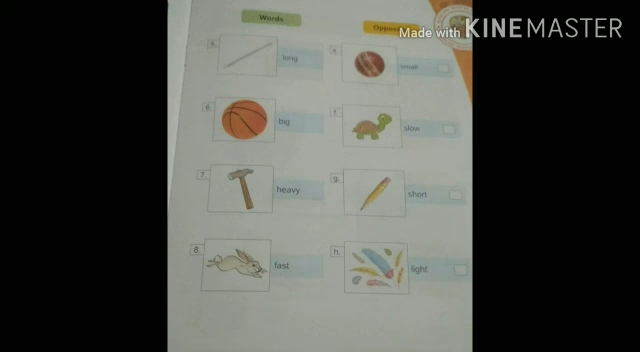 Words
Opposites
Made with KINEMASTER
5. long
e. small
6. big
f. slow
7. heavy
g. short
8. fast
h. light